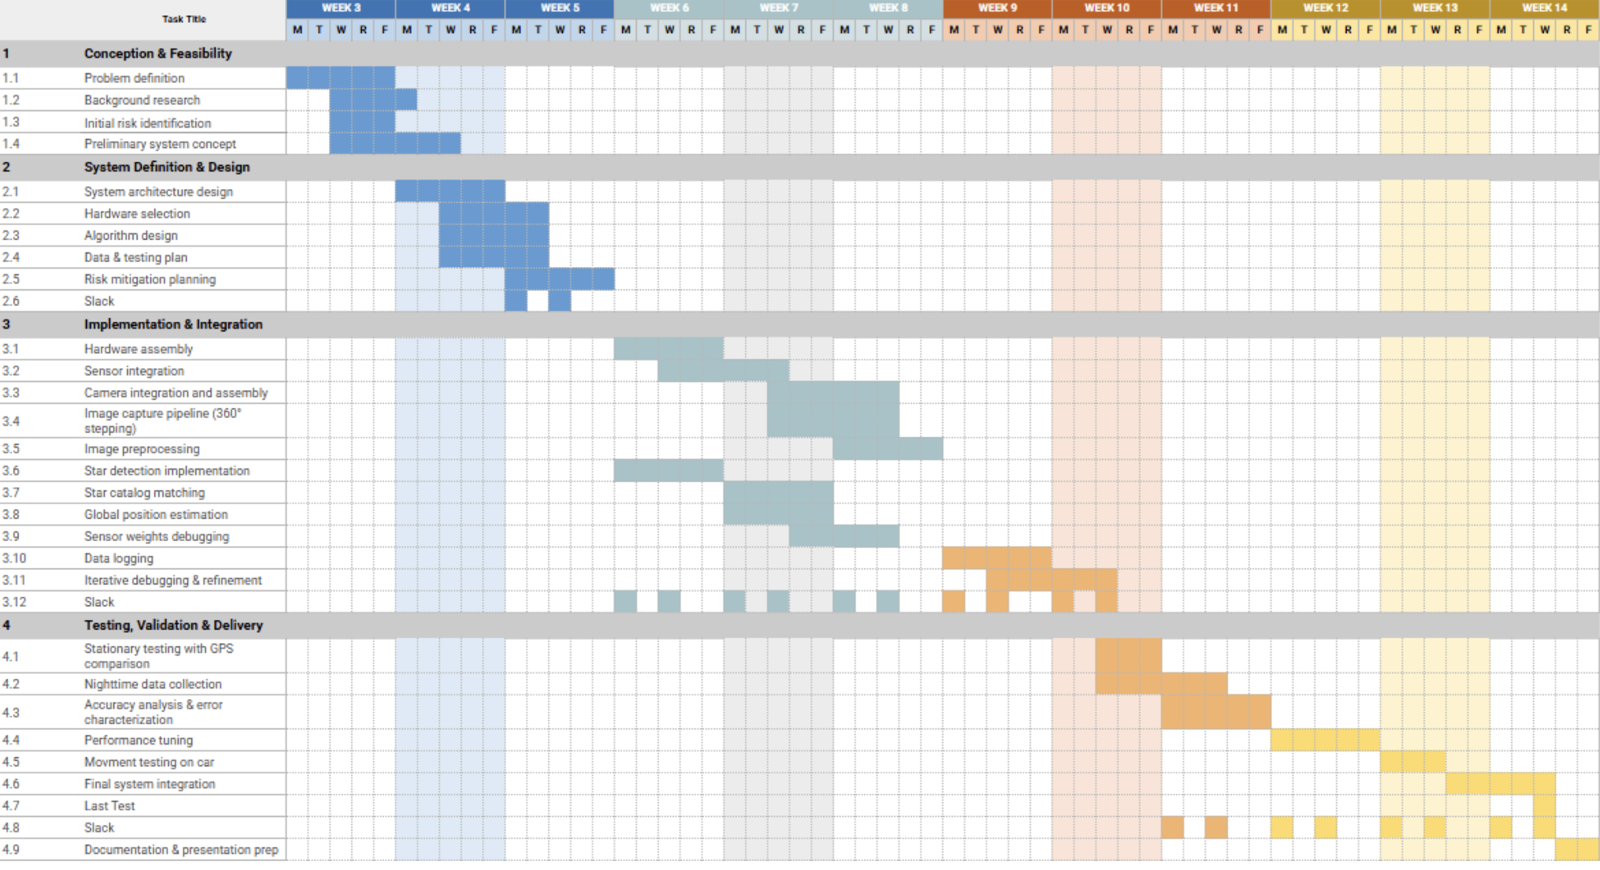 Task Title
WEEK 3 WEEK 4 WEEK 5 WEEK 6 WEEK 7 WEEK 8 WEEK 9 WEEK 10 WEEK 11 WEEK 12 WEEK 13 WEEK 14
M T W R F M T W R F M T W R F M T W R F M T W R F M T W R F M T W R F M T W R F M T W R F M T W R F M T W R F M T W R F
1 Conception & Feasibility
1.1 Problem definition
1.2 Background research
1.3 Initial risk identification
1.4 Preliminary system concept
2 System Definition & Design
2.1 System architecture design
2.2 Hardware selection
2.3 Algorithm design
2.4 Data & testing plan
2.5 Risk mitigation planning
2.6 Slack
3 Implementation & Integration
3.1 Hardware assembly
3.2 Sensor integration
3.3 Camera integration and assembly
3.4 Image capture pipeline (360°
stepping)
3.5 Image preprocessing
3.6 Star detection implementation
3.7 Star catalog matching
3.8 Global position estimation
3.9 Sensor weights debugging
3.10 Data logging
3.11 Iterative debugging & refinement
3.12 Slack
4 Testing, Validation & Delivery
4.1 Stationary testing with GPS
comparison
4.2 Nighttime data collection
4.3 Accuracy analysis & error
characterization
4.4 Performance tuning
4.5 Movment testing on car
4.6 Final system integration
4.7 Last Test
4.8 Slack
4.9 Documentation & presentation prep